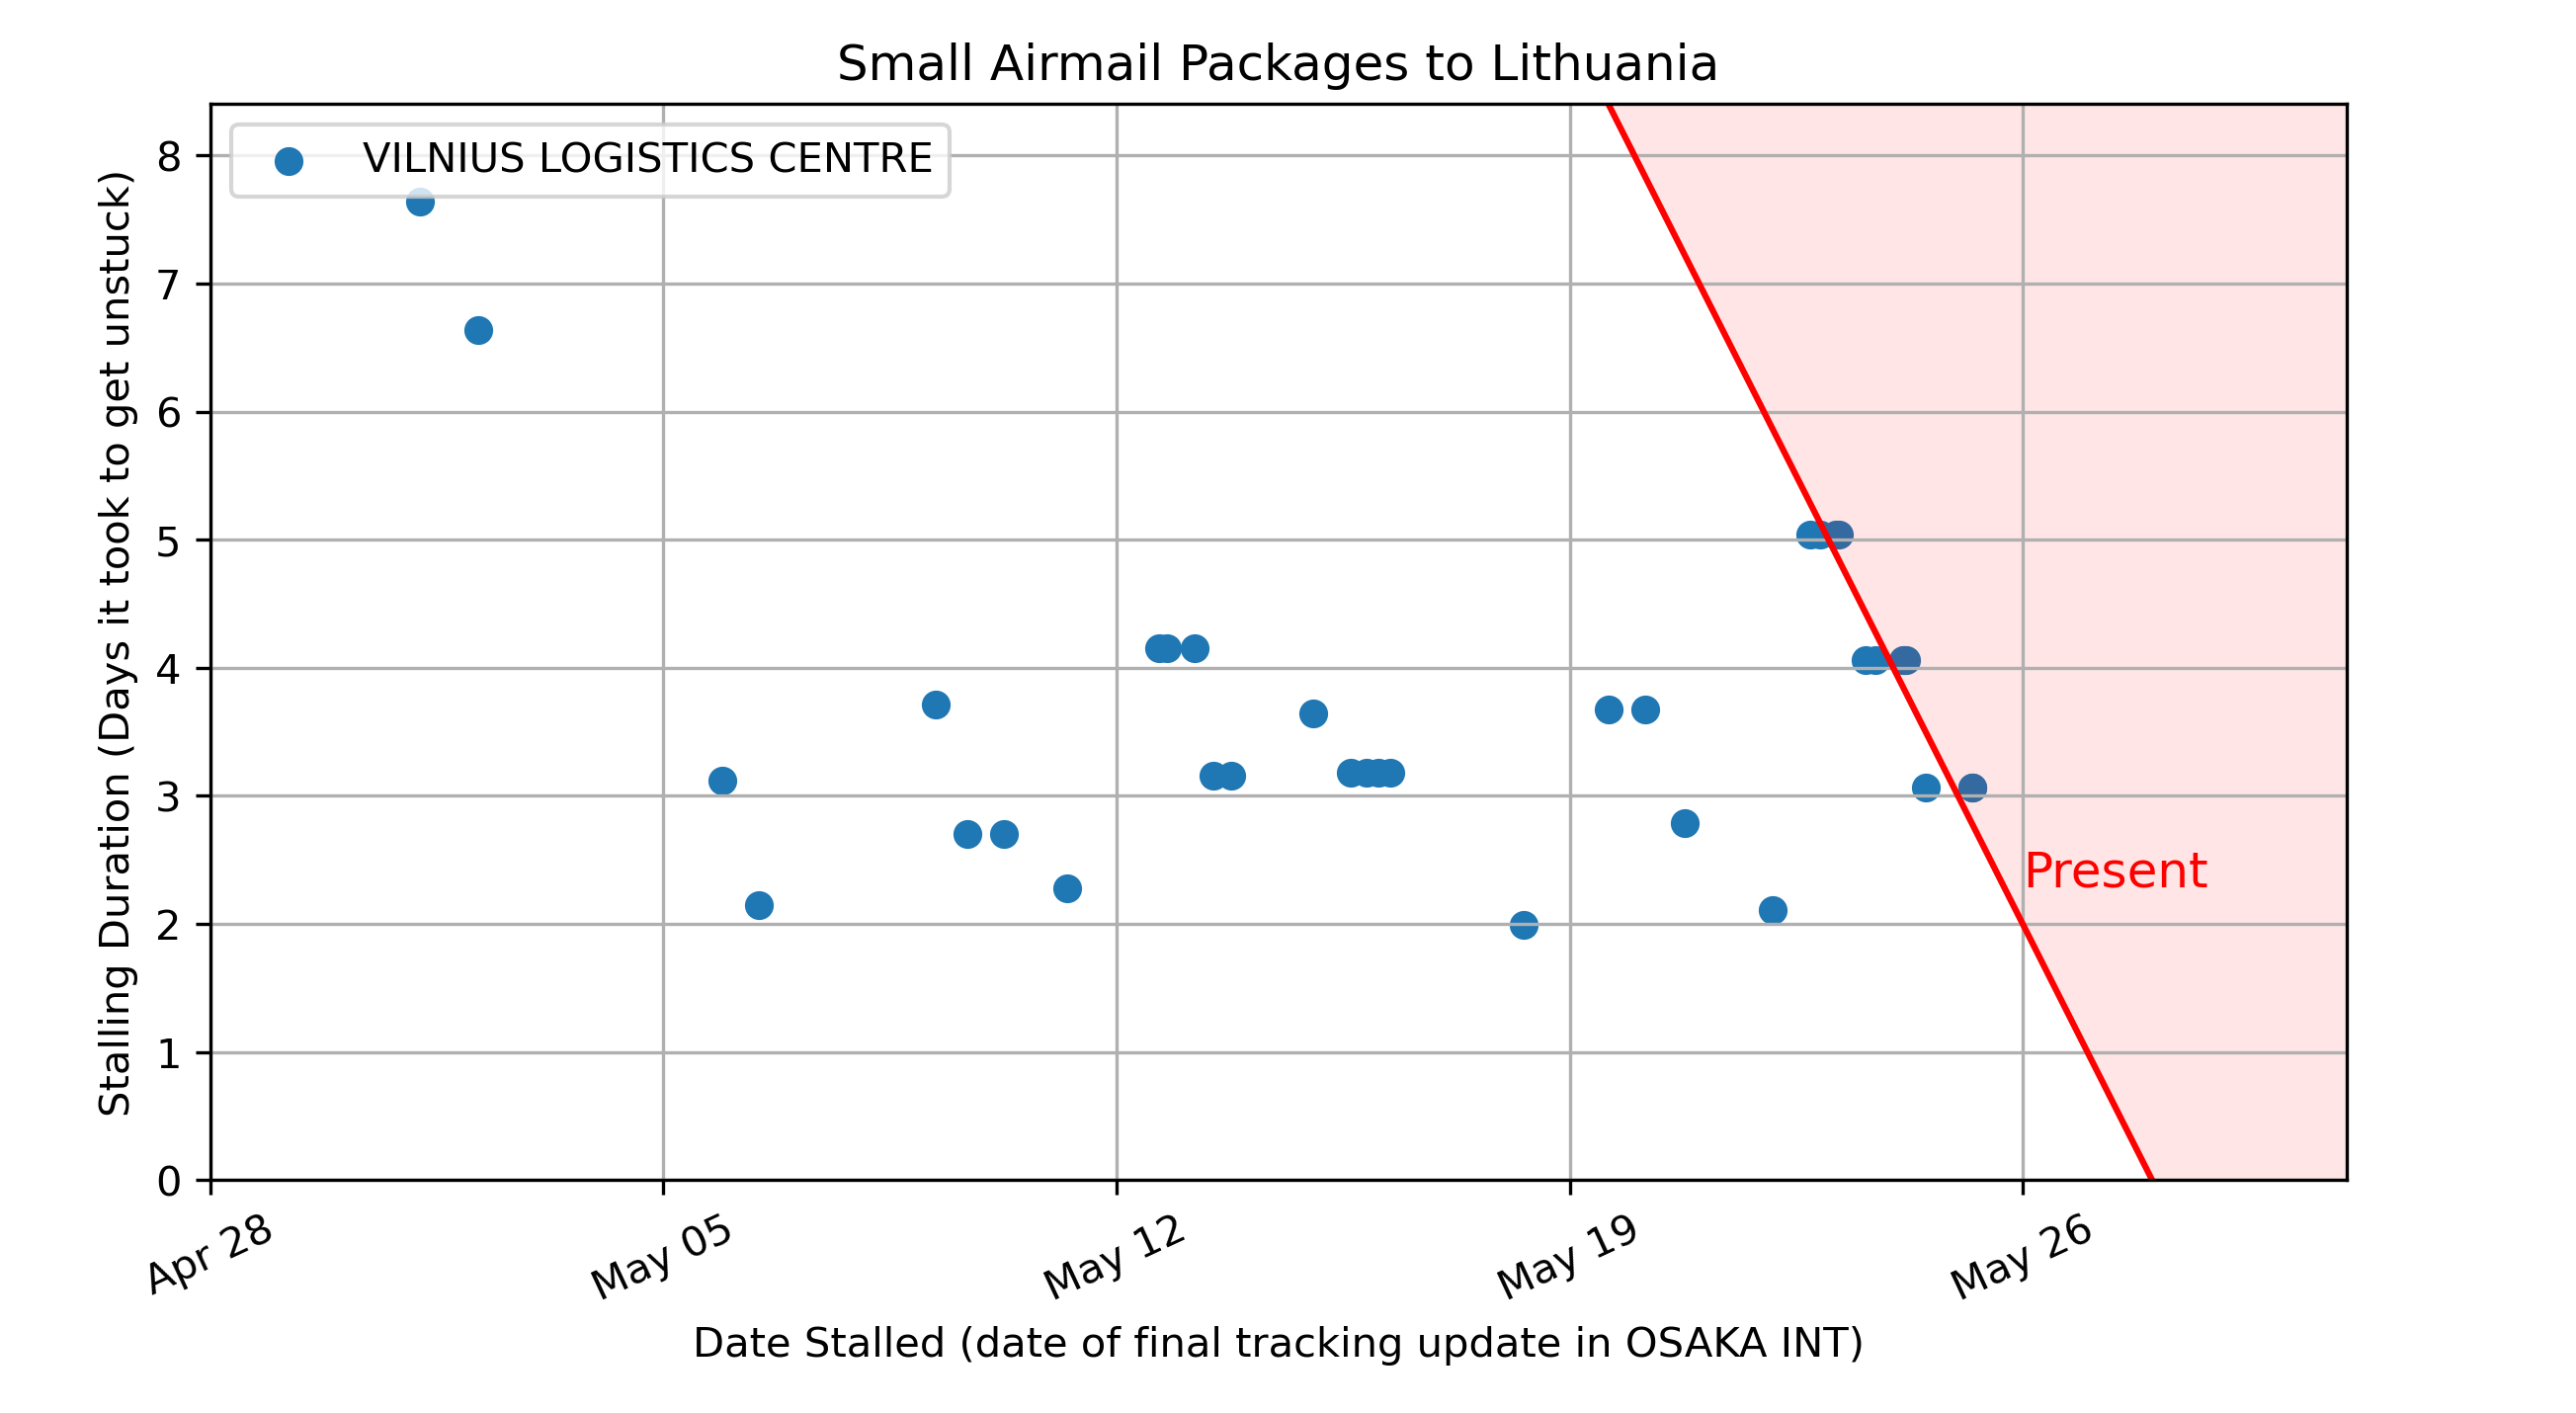 Small Airmail Packages to Lithuania
VILNIUS LOGISTICS CENTRE
Stalling Duration (Days it took to get unstuck)
8
7
6
5
4
3
2
1
0
Present
Apr 28
May 05
May 12
May 19
May 26
Date Stalled (date of final tracking update in OSAKA INT)